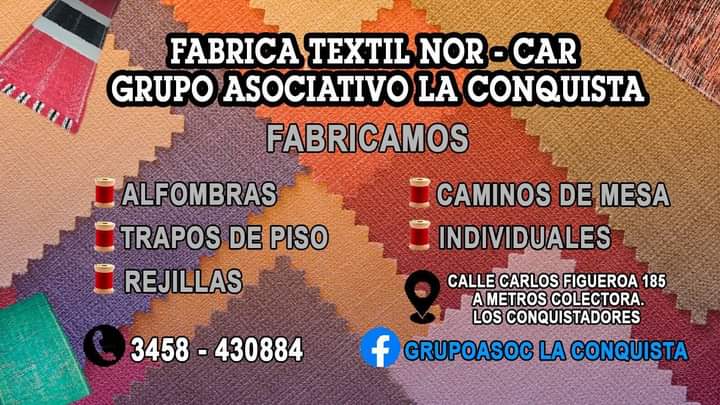 FABRICA TEXTIL NOR - CAR
GRUPO ASOCIATIVO LA CONQUISTA
FABRICAMOS
ALFOMBRAS
TRAPOS DE PISO
REJILLAS
CAMINOS DE MESA
INDIVIDUALES
CALLE CARLOS FIGUEROA 185
A METROS COLECTORA.
LOS CONQUISTADORES
3458 - 430884
GRUPOASOC LA CONQUISTA